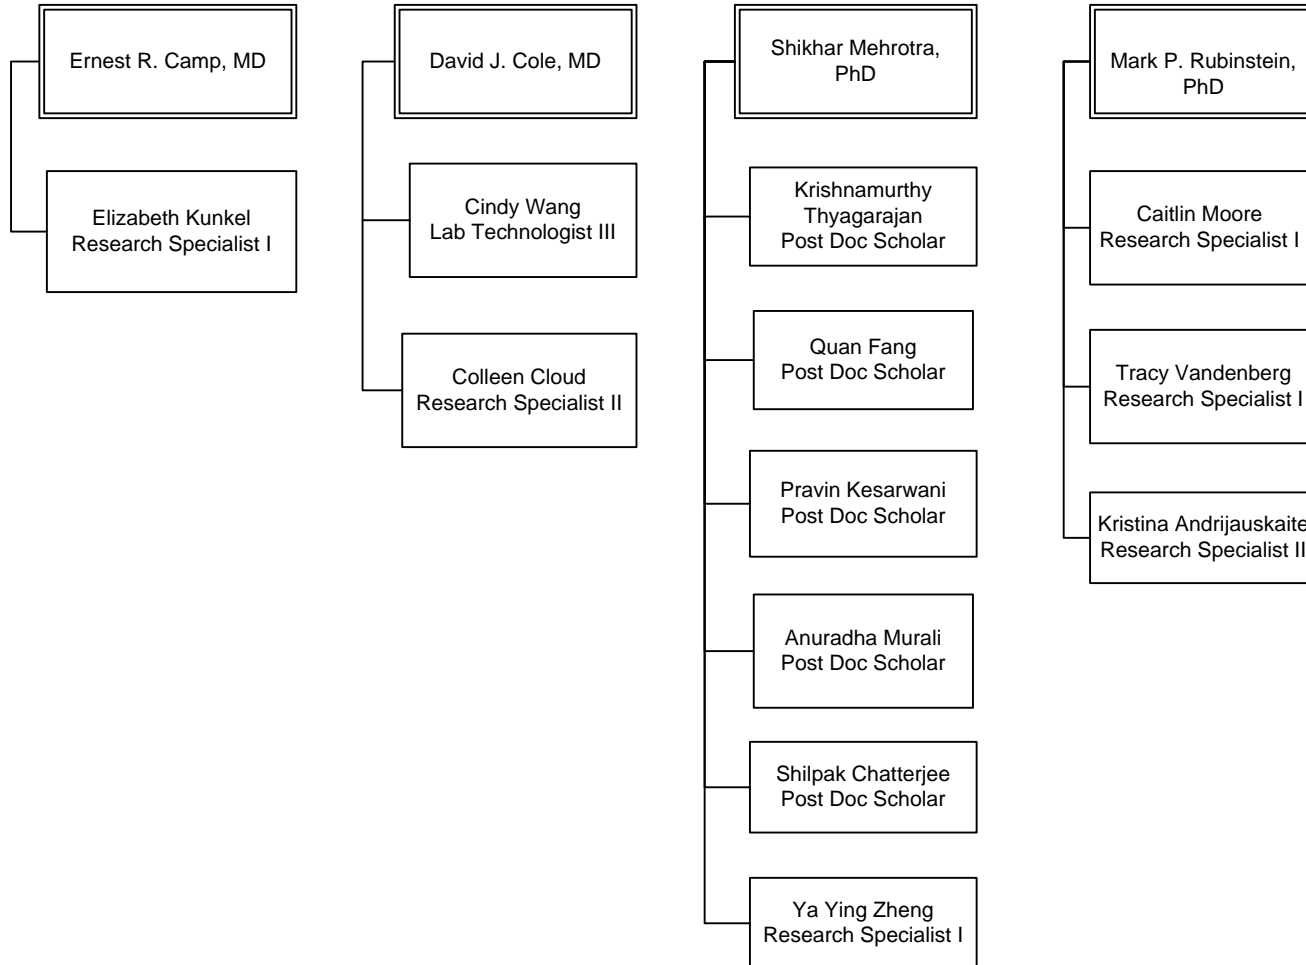 Ernest R. Camp, MD
Elizabeth Kunkel
Research Specialist I
David J. Cole, MD
Cindy Wang
Lab Technologist III
Colleen Cloud
Research Specialist II
Shikhar Mehrotra,
PhD
Krishnamurthy
Thyagarajan
Post Doc Scholar
Quan Fang
Post Doc Scholar
Pravin Kesarwani
Post Doc Scholar
Anuradha Murali
Post Doc Scholar
Shilpak Chatterjee
Post Doc Scholar
Ya Ying Zheng
Research Specialist I
Mark P. Rubinstein,
PhD
Caitlin Moore
Research Specialist I
Tracy Vandenberg
Research Specialist I
Kristina Andrijauskaite
Research Specialist II